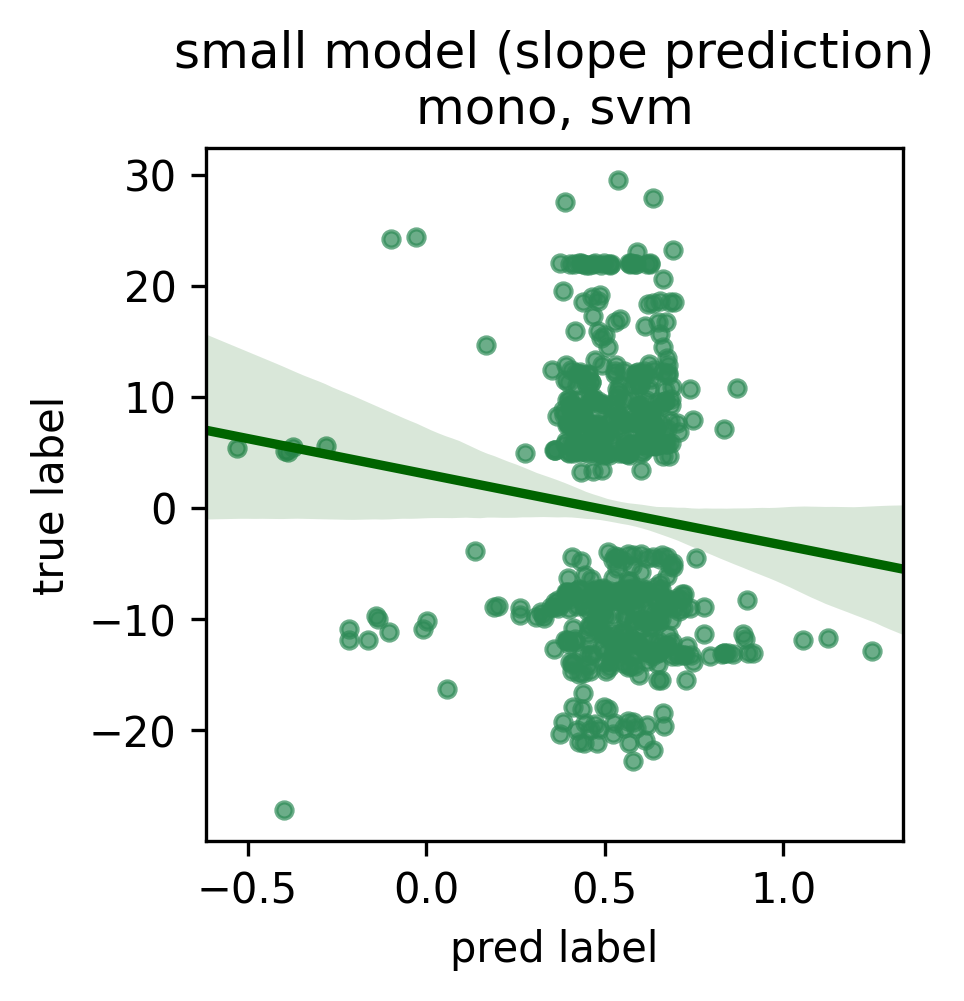 small model (slope prediction)
mono, svm
30
20
10
0
−10
−20
true label
−0.5 0.0 0.5 1.0
pred label